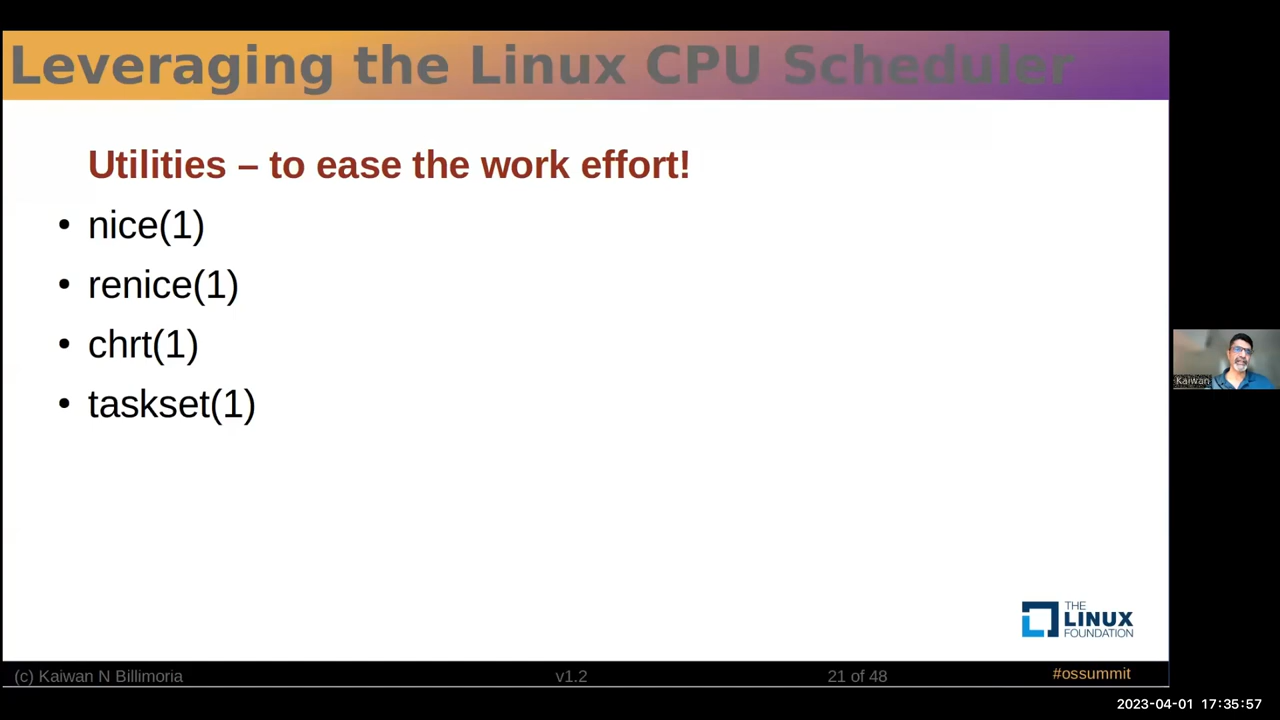 Leveraging the Linux CPU Scheduler
Utilities – to ease the work effort!
• nice(1)
• renice(1)
• chrt(1)
• taskset(1)
Kaiwan
THE
LINUX
FOUNDATION
(c) Kaiwan N Billimoria v1.2 21 of 48 #ossummit
2023-04-01 17:35:57